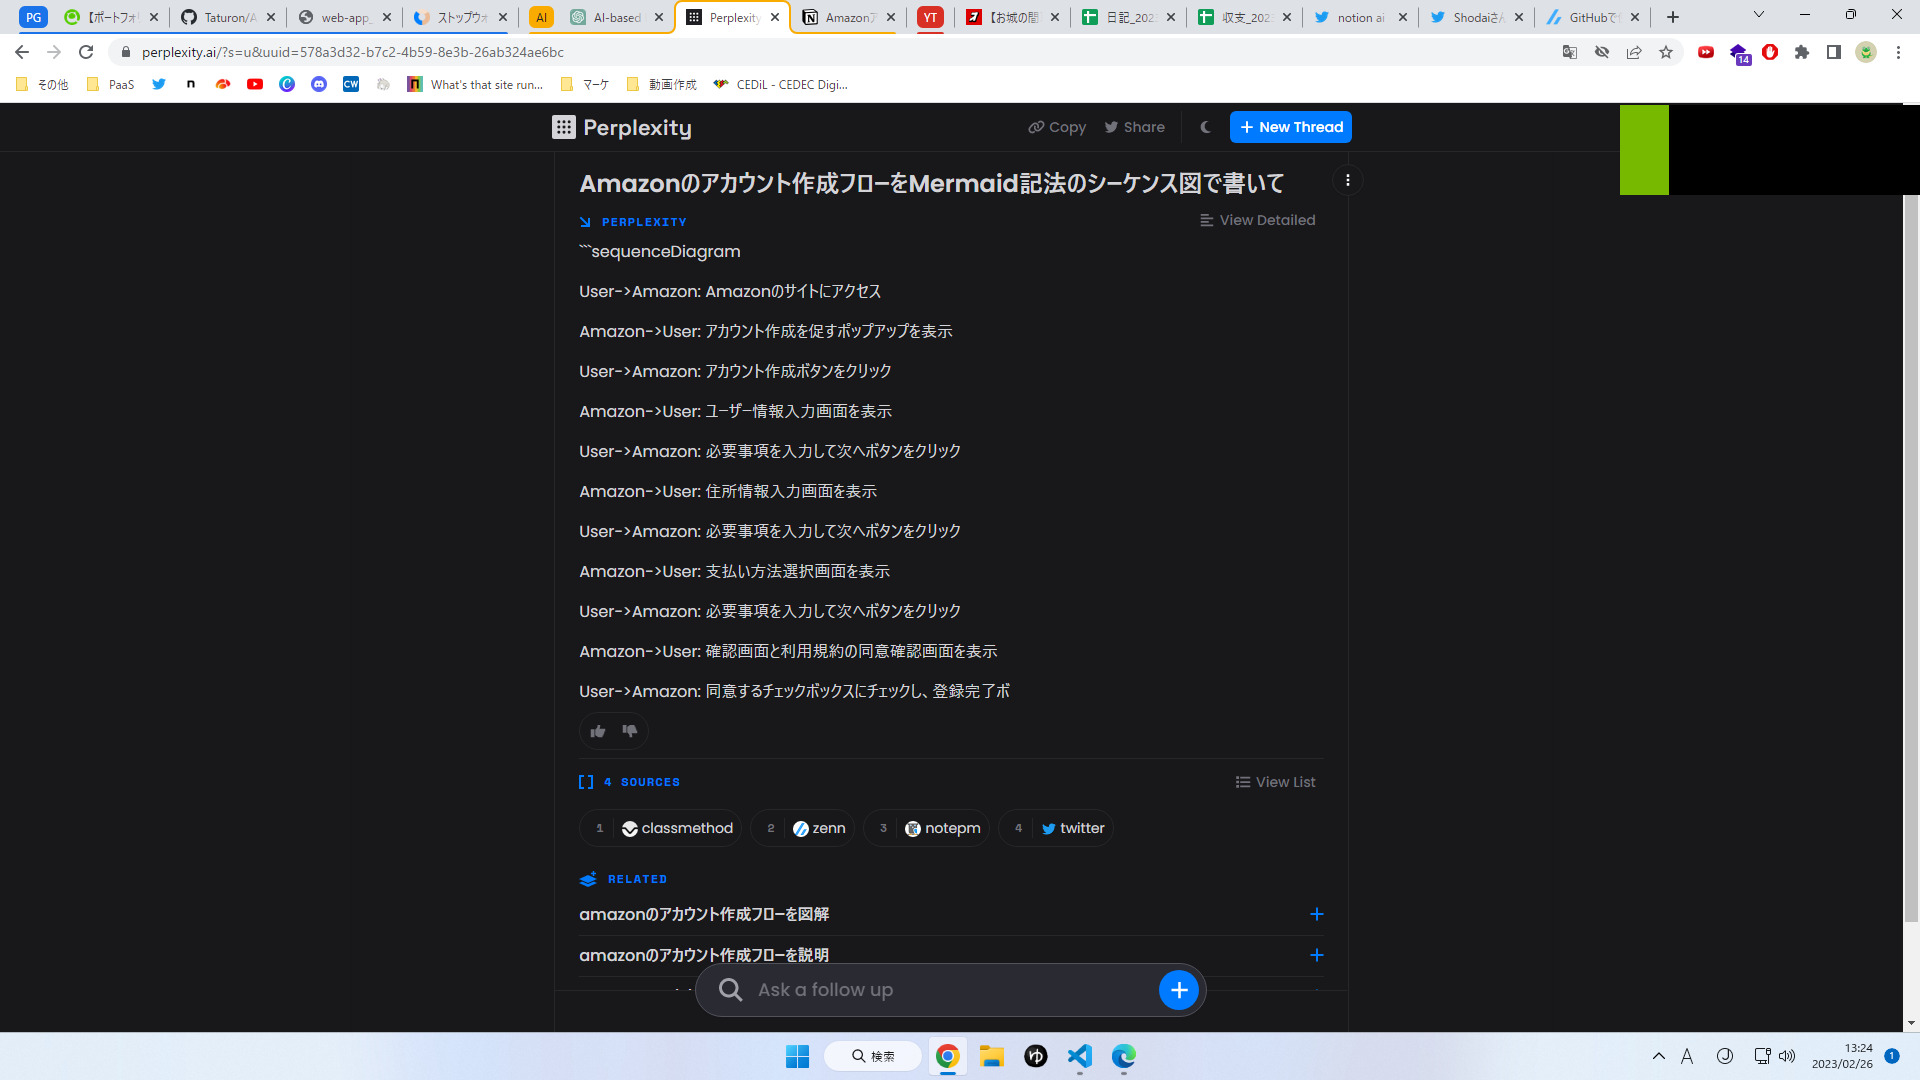 PG
【ポートフォリ
Taturon/A
web-app_
ストップウォ
AI
AI-based
Perplexity
Amazonア
YT
【お城の間
日記_202
収支_202
notion ai
Shodaiさん
GitHubで
perplexity.ai/?s=u&uuid=578a3d32-b7c2-4b59-8e3b-26ab324ae6bc
14
その他
PaaS
n
CW
What's that site run...
マーケ
動画作成
CEDiL - CEDEC Digi...
Perplexity
Copy
Share
New Thread
Amazonのアカウント作成フローをMermaid記法のシーケンス図で書いて
PERPLEXITY
View Detailed
```sequenceDiagram
User->Amazon: Amazonのサイトにアクセス
Amazon->User: アカウント作成を促すポップアップを表示
User->Amazon: アカウント作成ボタンをクリック
Amazon->User: ユーザー情報入力画面を表示
User->Amazon: 必要事項を入力して次へボタンをクリック
Amazon->User: 住所情報入力画面を表示
User->Amazon: 必要事項を入力して次へボタンをクリック
Amazon->User: 支払い方法選択画面を表示
User->Amazon: 必要事項を入力して次へボタンをクリック
Amazon->User: 確認画面と利用規約の同意確認画面を表示
User->Amazon: 同意するチェックボックスにチェックし、登録完了ボ
4 SOURCES
View List
1 classmethod
2 zenn
3 notepm
4 twitter
RELATED
amazonのアカウント作成フローを図解
amazonのアカウント作成フローを説明
Ask a follow up
検索
ゆ
A
13:24
2023/02/26
1